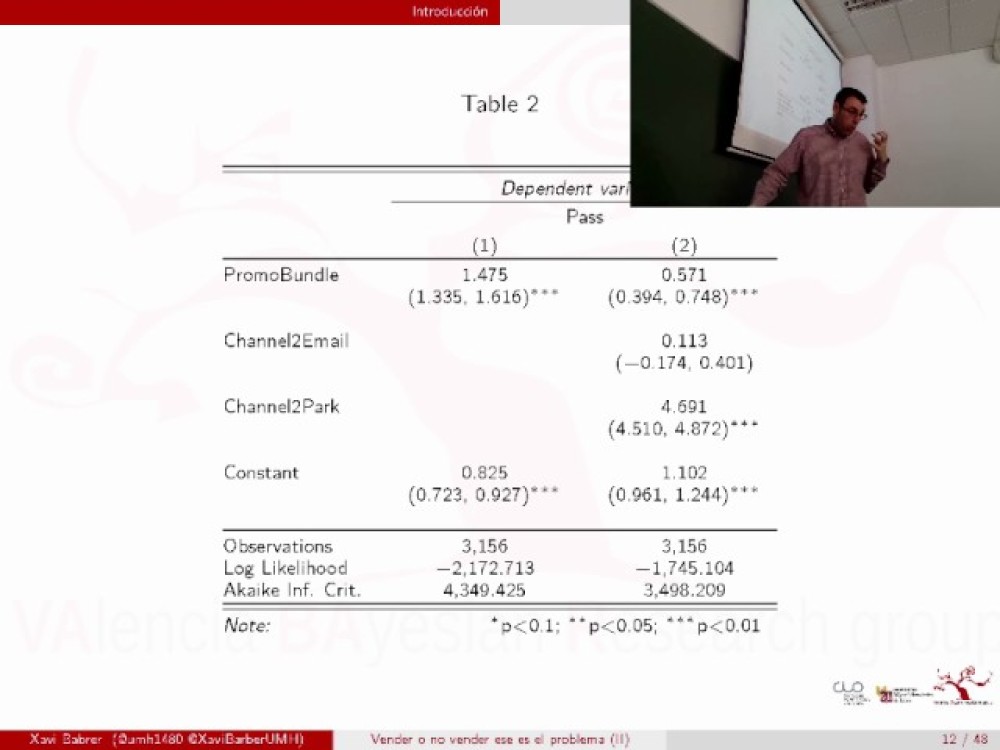 Introducción
Table 2
Dependent vari
Pass
(1) (2)
PromoBundle 1.475 0.571
(1.335, 1.616)*** (0.394, 0.748)***
Channel2Email 0.113
(−0.174, 0.401)
Channel2Park 4.691
(4.510, 4.872)***
Constant 0.825 1.102
(0.723, 0.927)*** (0.961, 1.244)***
Observations 3,156 3,156
Log Likelihood −2,172.713 −1,745.104
Akaike Inf. Crit. 4,349.425 3,498.209
Note: *p<0.1; **p<0.05; ***p<0.01
VAlencia BAyesian Research group
Xavi Babrer (@umh1480 @XaviBarberUMH) Vender o no vender ese es el problema (II) 12 / 48